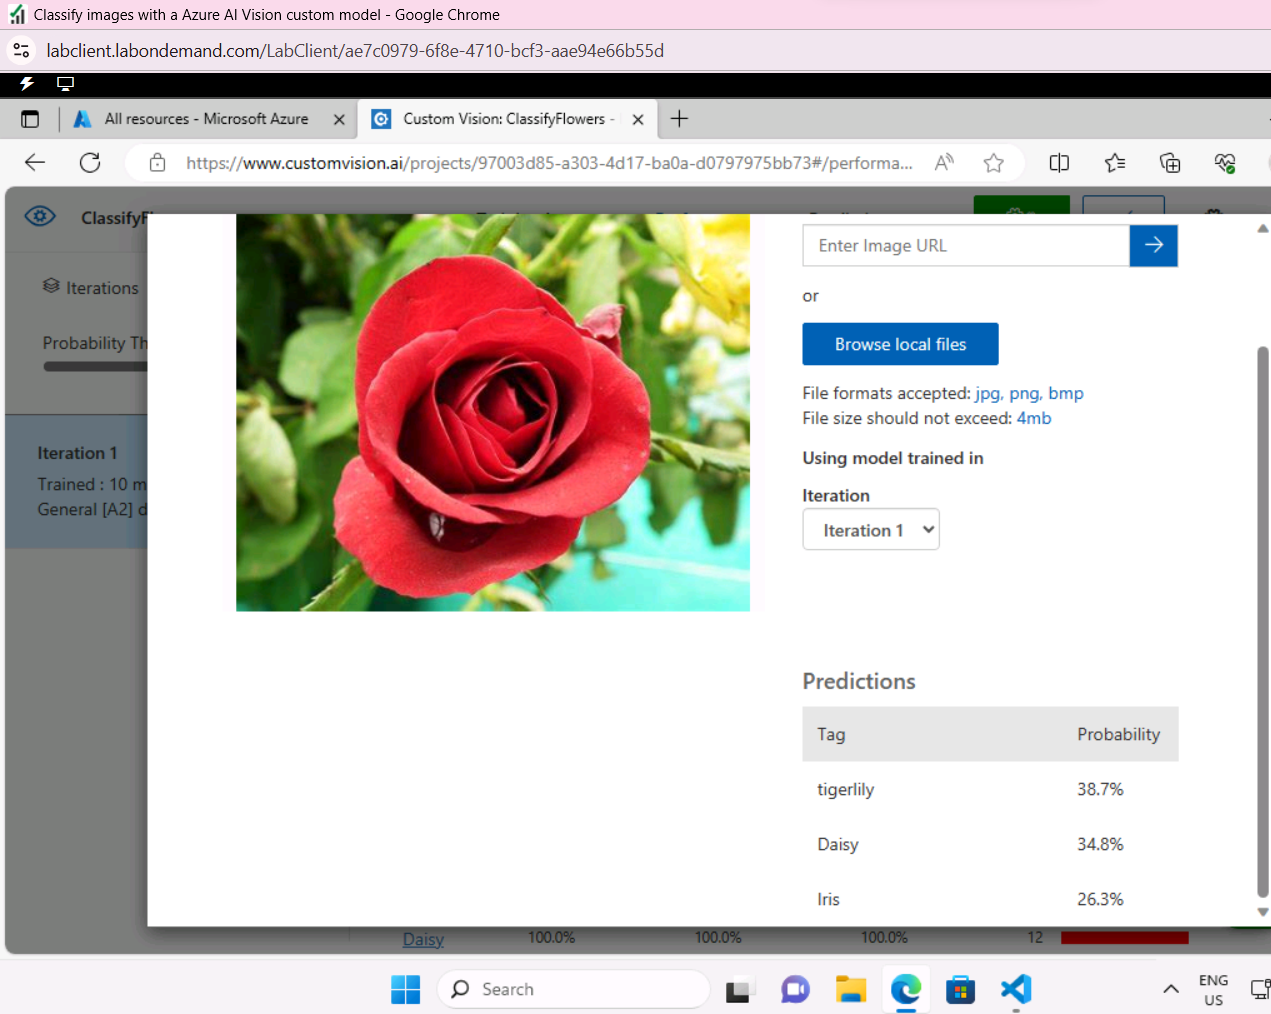 Classify images with a Azure AI Vision custom model - Google Chrome
labclient.labondemand.com/LabClient/ae7c0979-6f8e-4710-bcf3-aae94e66b55d
All resources - Microsoft Azure
Custom Vision: ClassifyFlowers -
https://www.customvision.ai/projects/97003d85-a303-4d17-ba0a-d0797975bb73#/performa...
ClassifyFl
Iterations
Probability Th
Iteration 1
Trained : 10 m
General [A2] d
Enter Image URL
or
Browse local files
File formats accepted: jpg, png, bmp
File size should not exceed: 4mb
Using model trained in
Iteration
Iteration 1
Predictions
Tag Probability
tigerlily 38.7%
Daisy 34.8%
Iris 26.3%
Daisy 100.0% 100.0% 100.0% 12
Search
ENG
US